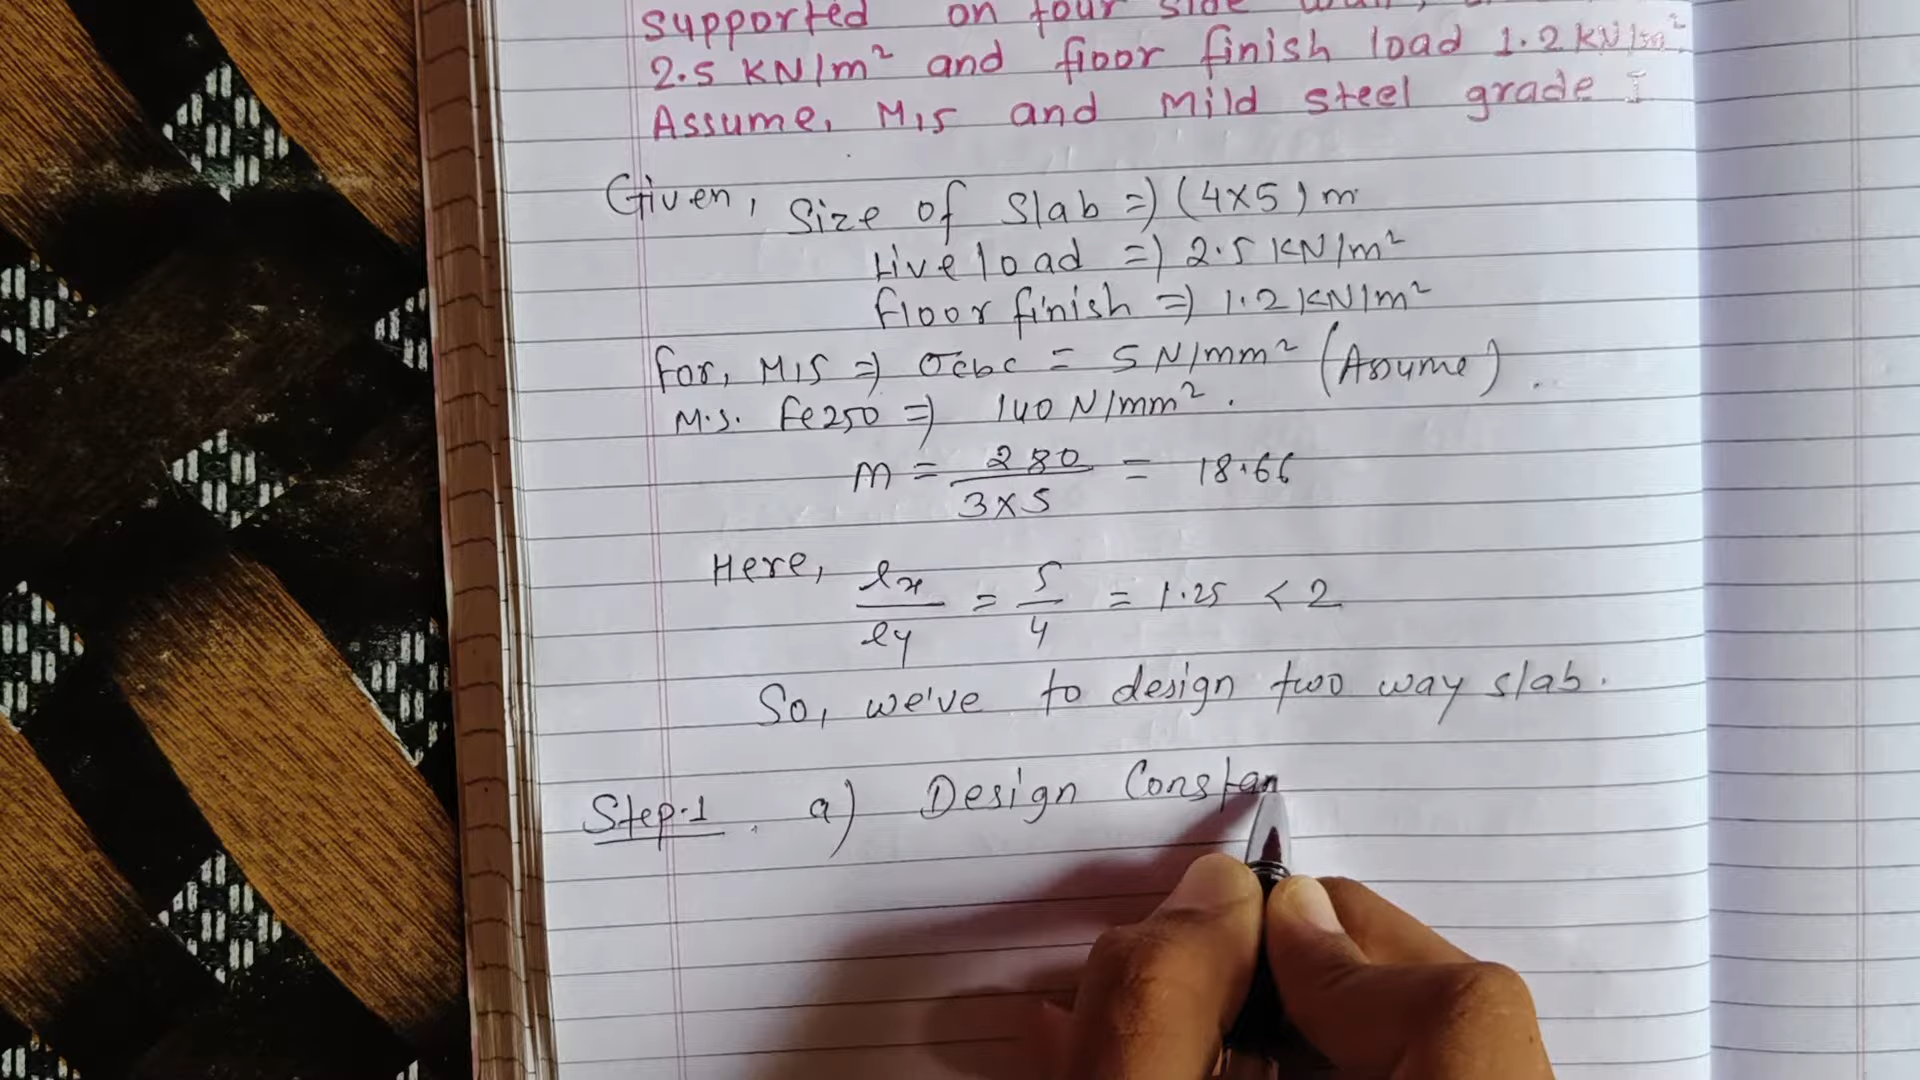 supported on four side
2.5 KN/m² and floor finish load 1.2 KN/m²
Assume, M15 and Mild steel grade I
Given, Size of Slab => (4x5) m
Live load => 2.5 KN/m²
floor finish => 1.2 KN/m²
For, M15 => σcbc = 5 N/mm² (Assume)
M.S. Fe250 => 140 N/mm².
m = 280 / 3x5 = 18.66
Here, lx / ly = 5 / 4 = 1.25 < 2
So, we've to design two way slab.
Step-1 a) Design Constan